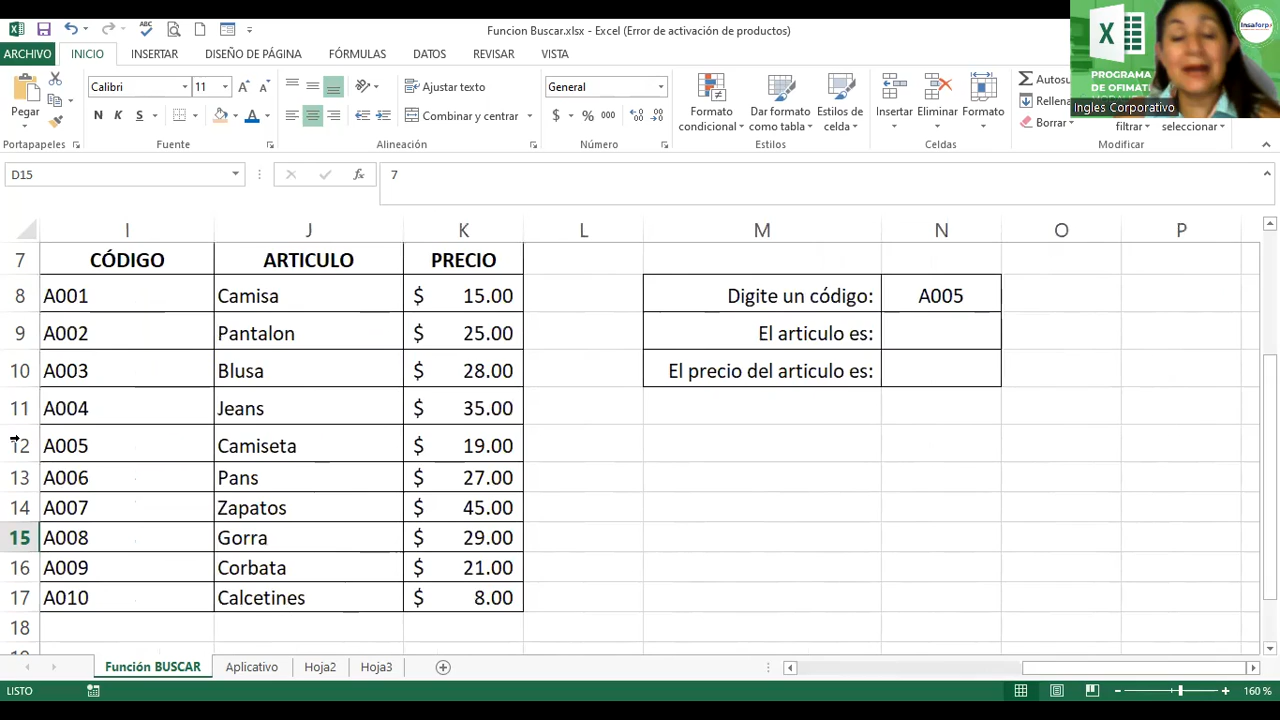 Funcion Buscar.xlsx - Excel (Error de activación de productos)
ARCHIVO INICIO INSERTAR DISEÑO DE PÁGINA FÓRMULAS DATOS REVISAR VISTA
Insaforp
PROGRAMA
DE OFIMATI
Ingles Corporativo
Calibri 11 Ajustar texto General
Pegar N K S Combinar y centrar $ % 000
Formato condicional
Dar formato como tabla
Estilos de celda
Insertar Eliminar Formato
Autosu
Rellena
Borrar
filtrar seleccionar
Portapapeles Fuente Alineación Número Estilos Celdas Modificar
D15 fx 7
I J K L M N O P
7 CÓDIGO ARTICULO PRECIO
8 A001 Camisa $ 15.00 Digite un código: A005
9 A002 Pantalon $ 25.00 El articulo es:
10 A003 Blusa $ 28.00 El precio del articulo es:
11 A004 Jeans $ 35.00
12 A005 Camiseta $ 19.00
13 A006 Pans $ 27.00
14 A007 Zapatos $ 45.00
15 A008 Gorra $ 29.00
16 A009 Corbata $ 21.00
17 A010 Calcetines $ 8.00
18
Función BUSCAR Aplicativo Hoja2 Hoja3
LISTO 160 %